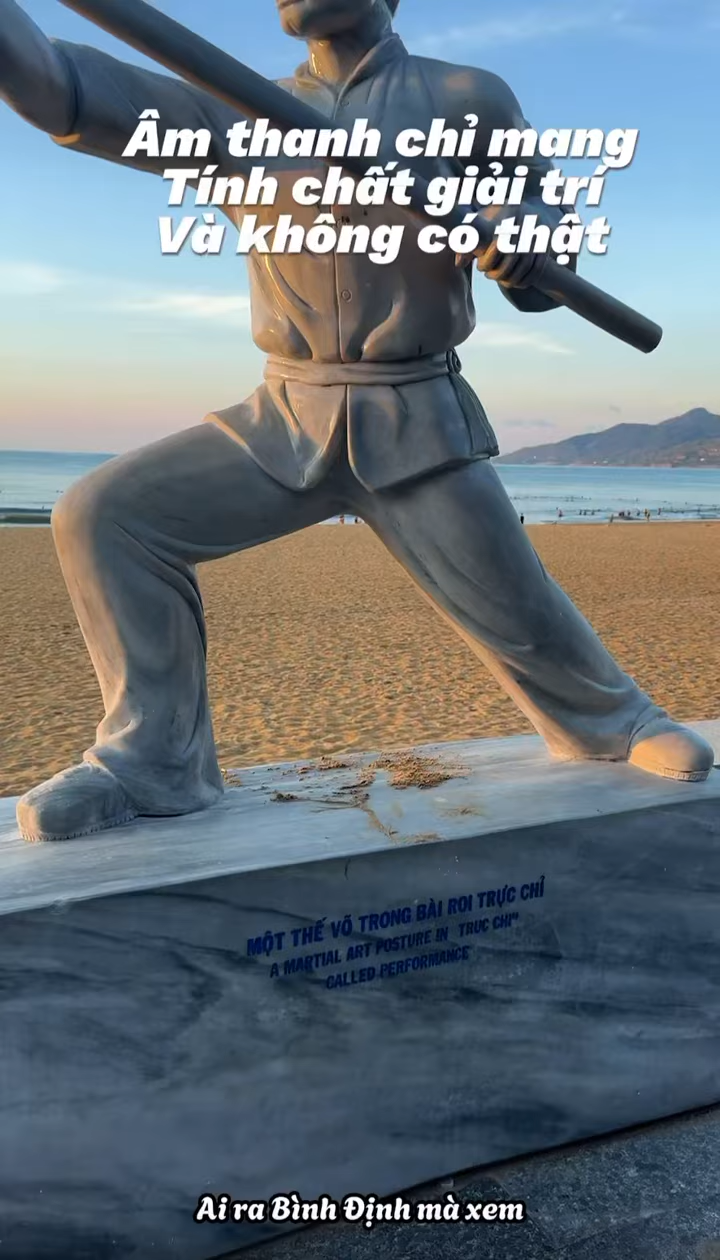 Âm thanh chỉ mang
Tính chất giải trí
Và không có thật
MỘT THẾ VÕ TRONG BÀI ROI TRỰC CHỈ
A MARTIAL ART POSTURE IN "TRUC CHI"
CALLED PERFORMANCE
Ai ra Bình Định mà xem